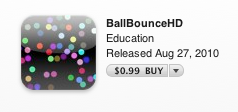 BallBounceHD
Education
Released Aug 27, 2010
$0.99 BUY